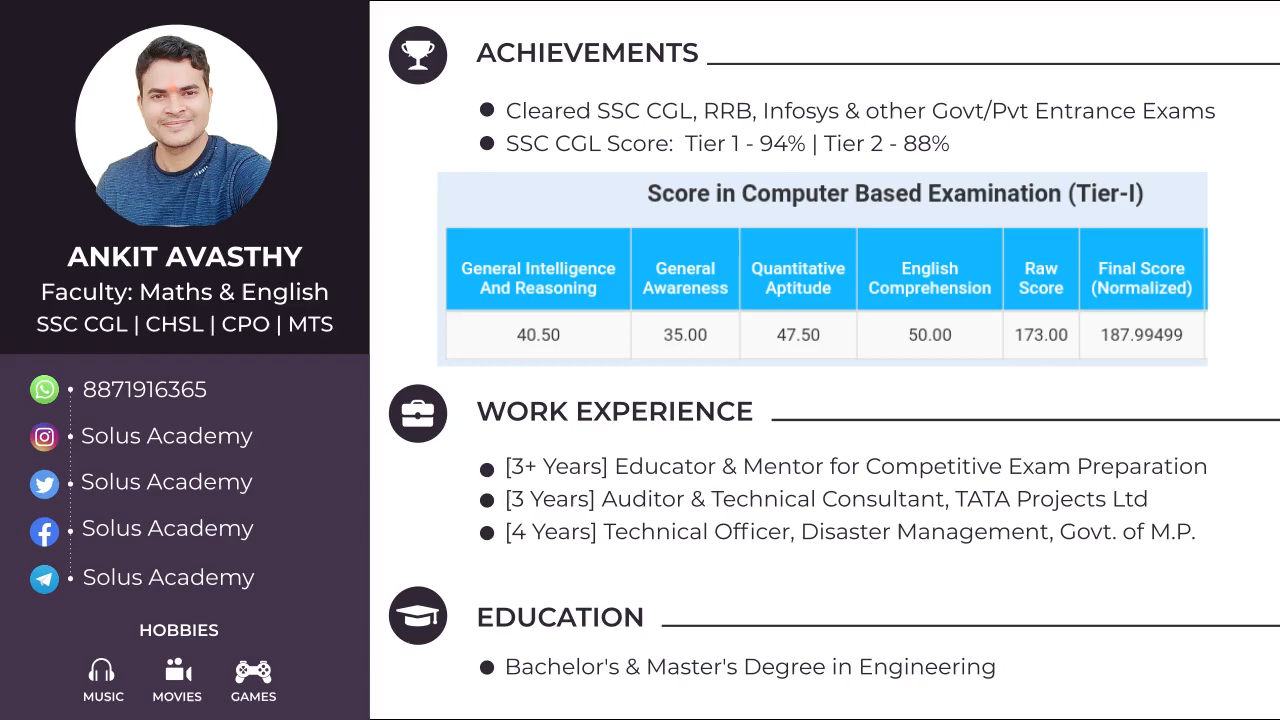 ANKIT AVASTHY
Faculty: Maths & English
SSC CGL | CHSL | CPO | MTS
8871916365
Solus Academy
Solus Academy
Solus Academy
Solus Academy
HOBBIES
MUSIC MOVIES GAMES
ACHIEVEMENTS
Cleared SSC CGL, RRB, Infosys & other Govt/Pvt Entrance Exams
SSC CGL Score: Tier 1 - 94% | Tier 2 - 88%
Score in Computer Based Examination (Tier-I)
General Intelligence And Reasoning General Awareness Quantitative Aptitude English Comprehension Raw Score Final Score (Normalized)
40.50 35.00 47.50 50.00 173.00 187.99499
WORK EXPERIENCE
[3+ Years] Educator & Mentor for Competitive Exam Preparation
[3 Years] Auditor & Technical Consultant, TATA Projects Ltd
[4 Years] Technical Officer, Disaster Management, Govt. of M.P.
EDUCATION
Bachelor's & Master's Degree in Engineering